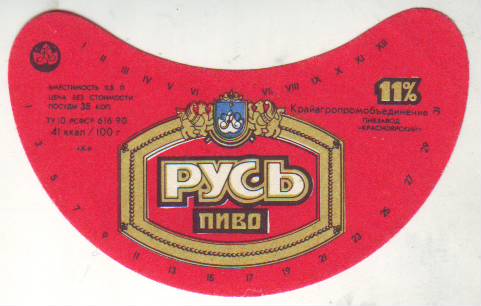 I II III IV V VI VII VIII IX X XI XII
ВМЕСТИМОСТЬ 0,5 Л
ЦЕНА БЕЗ СТОИМОСТИ
ПОСУДЫ 38 КОП.
ТУ 10 РСФСР 616 90
41 ккал / 100 г
11%
Крайагропромобъединение
ПИВЗАВОД
«КРАСНОЯРСКИЙ»
РУСЬ
ПИВО
1 3 5 7 9 11 13 15 17 19 21 23 25 27 29 31